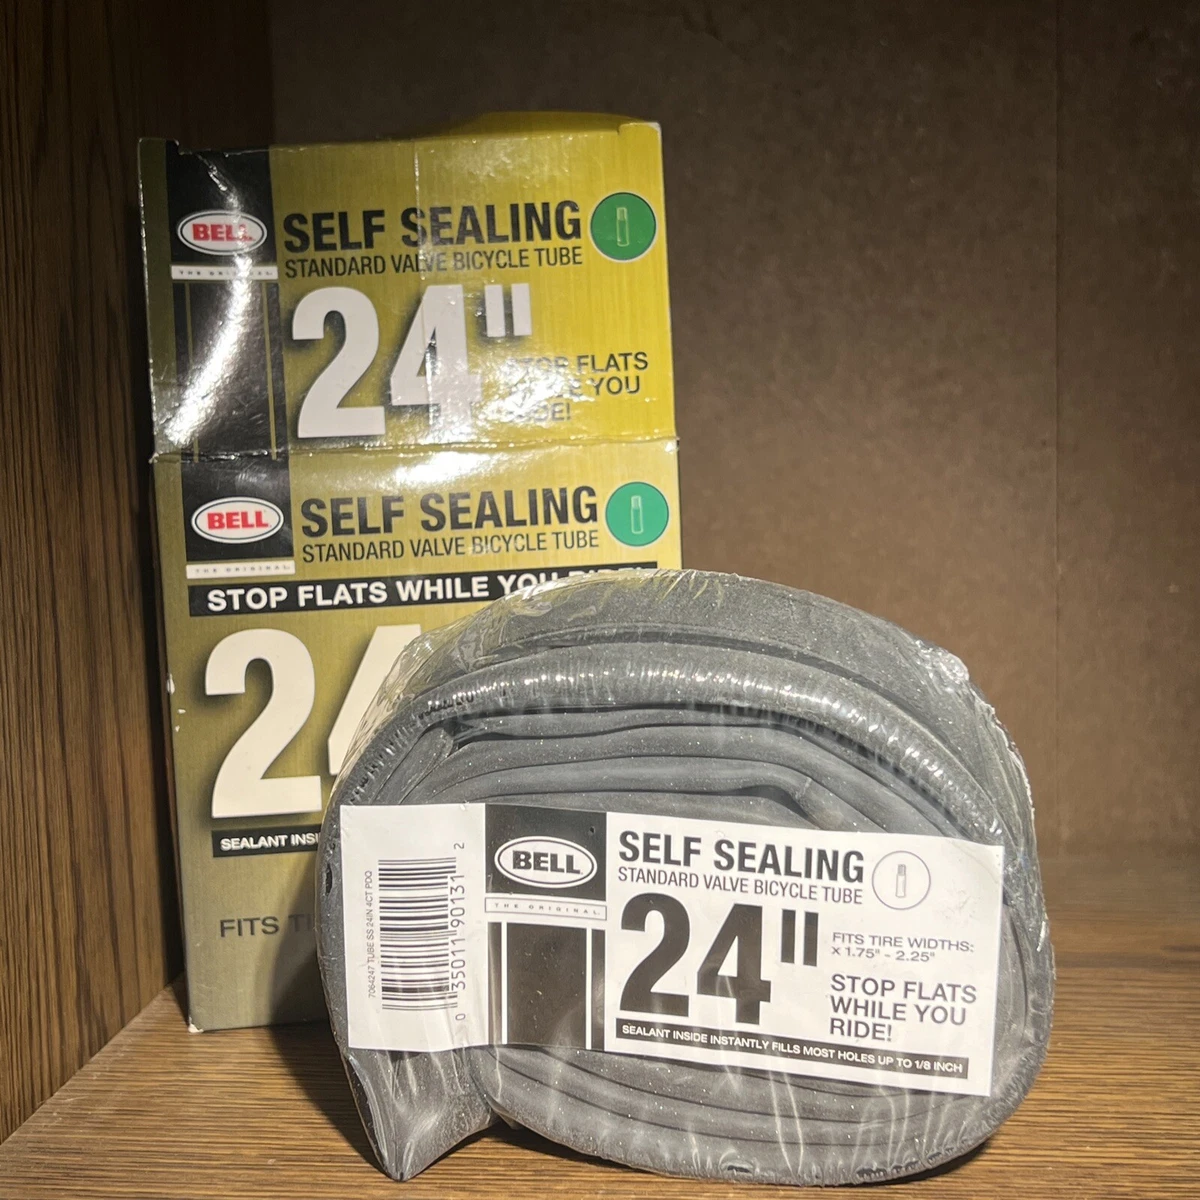 BELL
THE ORIGINAL
SELF SEALING
STANDARD VALVE BICYCLE TUBE
24"
STOP FLATS
YOU
BELL
THE ORIGINAL
SELF SEALING
STANDARD VALVE BICYCLE TUBE
STOP FLATS WHILE YOU RIDE!
24
SEALANT
FITS
7064247 TUBE SS 24IN 4CT PDQ
0 35011 90131 2
BELL
THE ORIGINAL.
SELF SEALING
STANDARD VALVE BICYCLE TUBE
24"
FITS TIRE WIDTHS:
x 1.75" - 2.25"
STOP FLATS
WHILE YOU
RIDE!
SEALANT INSIDE INSTANTLY FILLS MOST HOLES UP TO 1/8 INCH